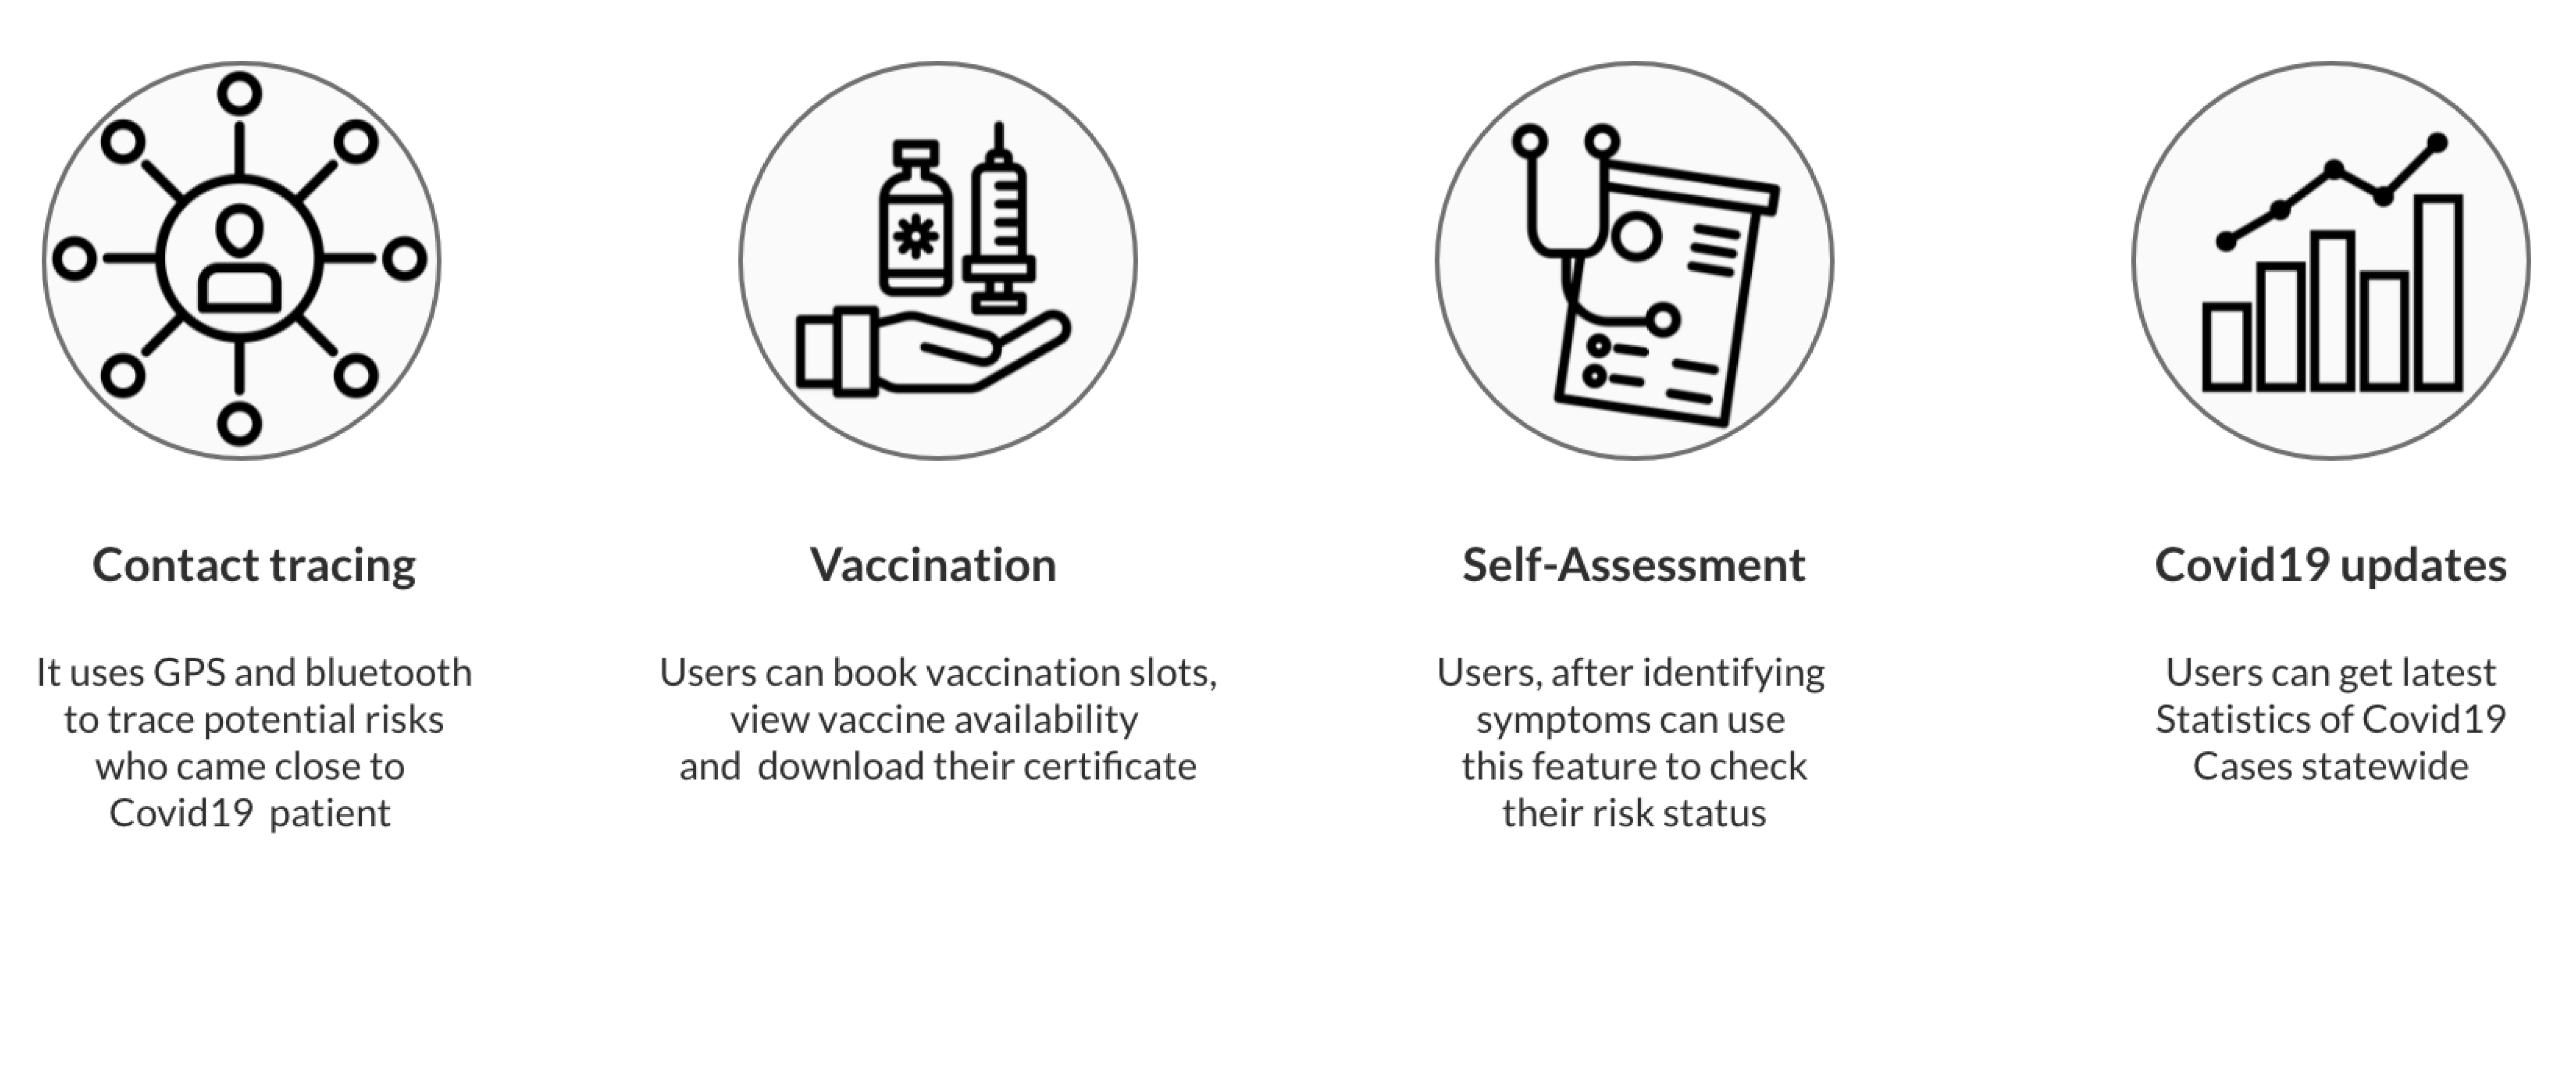 Contact tracing
It uses GPS and bluetooth
to trace potential risks
who came close to
Covid19  patient
Vaccination
Users can book vaccination slots,
view vaccine availability
and  download their certificate
Self-Assessment
Users, after identifying
symptoms can use
this feature to check
their risk status
Covid19 updates
Users can get latest
Statistics of Covid19
Cases statewide